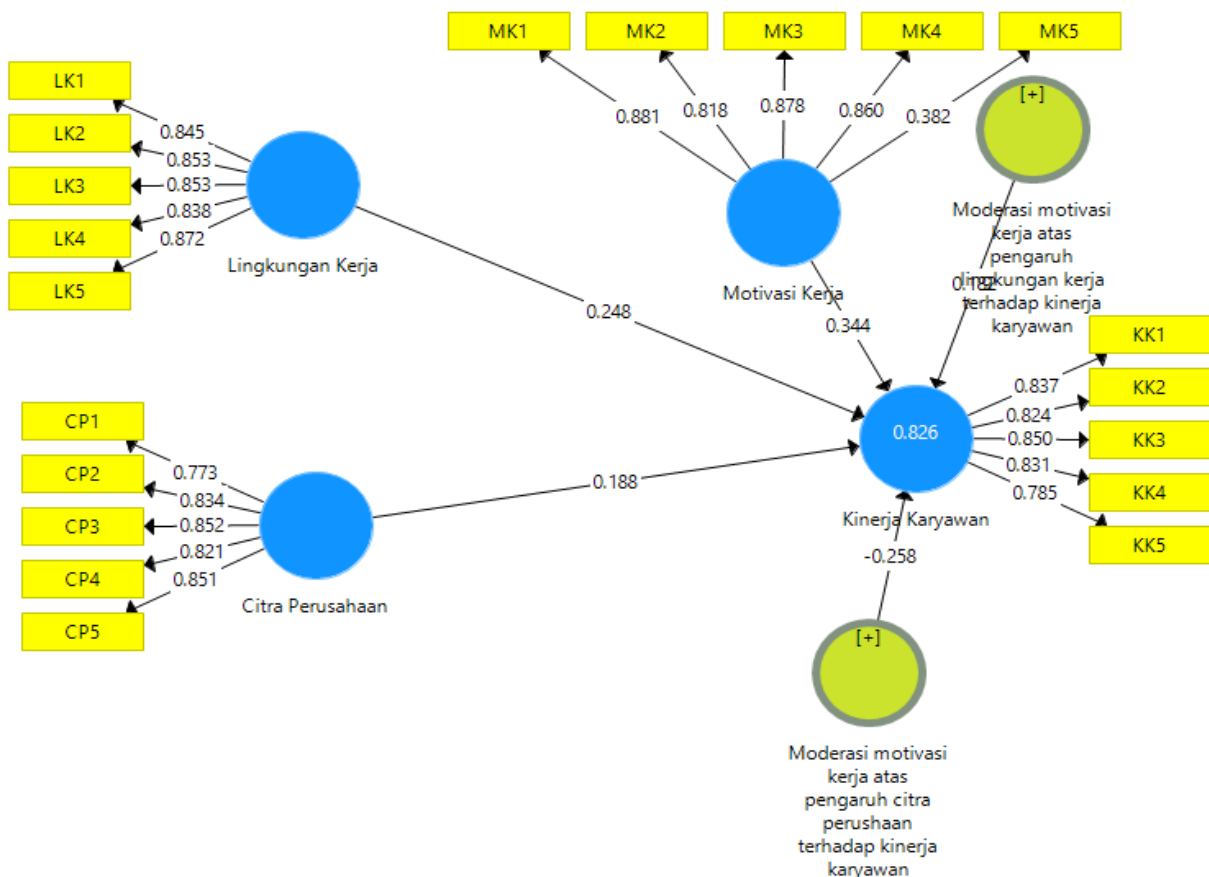 MK1
MK2
MK3
MK4
MK5
0.881
0.818
0.878
0.860
0.382
Motivasi Kerja
0.344
LK1
LK2
LK3
LK4
LK5
0.845
0.853
0.853
0.838
0.872
Lingkungan Kerja
0.248
[+]
Moderasi motivasi
kerja atas
pengaruh
lingkungan kerja
terhadap kinerja
karyawan
CP1
CP2
CP3
CP4
CP5
0.773
0.834
0.852
0.821
0.851
Citra Perusahaan
0.188
0.826
Kinerja Karyawan
KK1
KK2
KK3
KK4
KK5
0.837
0.824
0.850
0.831
0.785
-0.258
[+]
Moderasi motivasi
kerja atas
pengaruh citra
perushaan
terhadap kinerja
karyawan